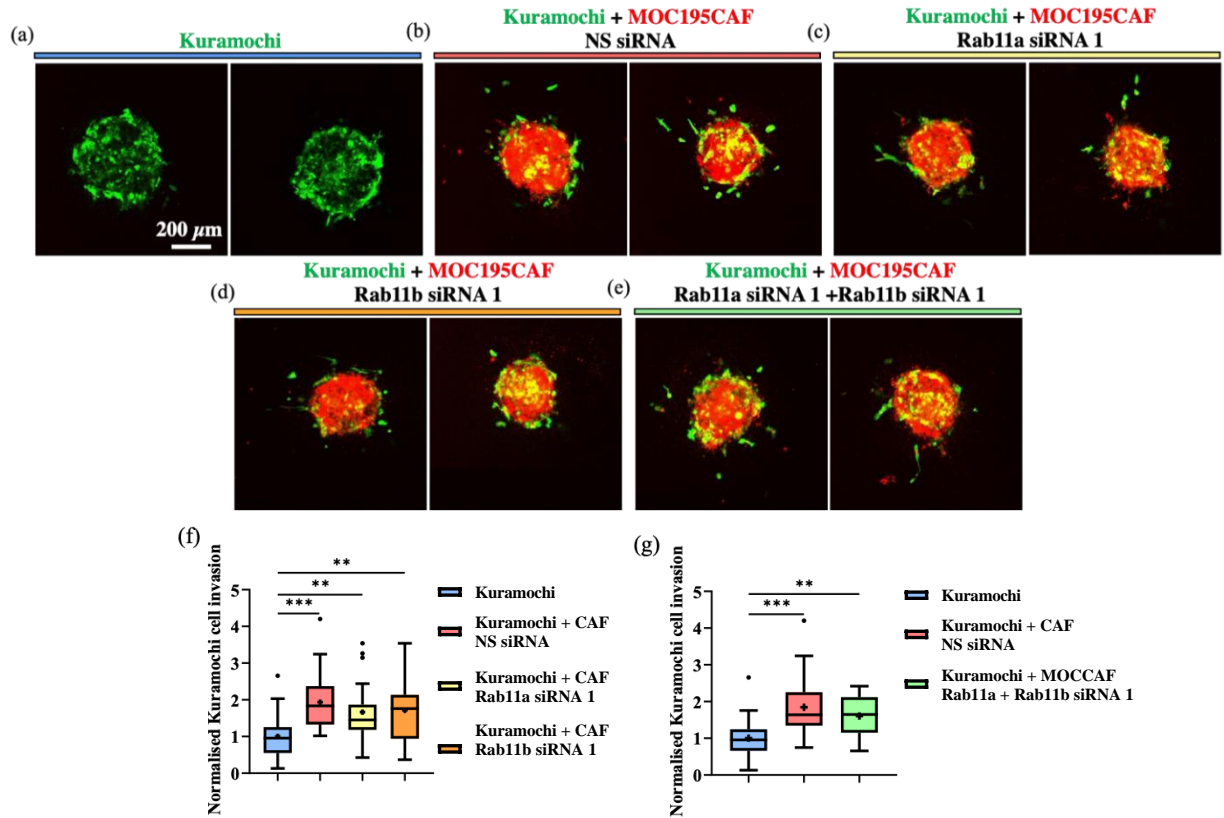 (a)
Kuramochi
200 μm
(b)
Kuramochi + MOC195CAF
NS siRNA
(c)
Kuramochi + MOC195CAF
Rab11a siRNA 1
(d)
Kuramochi + MOC195CAF
Rab11b siRNA 1
(e)
Kuramochi + MOC195CAF
Rab11a siRNA 1 +Rab11b siRNA 1
(f)
Normalised Kuramochi cell invasion
5
4
3
2
1
0
**
**
***
Kuramochi
Kuramochi + CAF
NS siRNA
Kuramochi + CAF
Rab11a siRNA 1
Kuramochi + CAF
Rab11b siRNA 1
(g)
Normalised Kuramochi cell invasion
5
4
3
2
1
0
**
***
Kuramochi
Kuramochi + CAF
NS siRNA
Kuramochi + MOCCAF
Rab11a + Rab11b siRNA 1